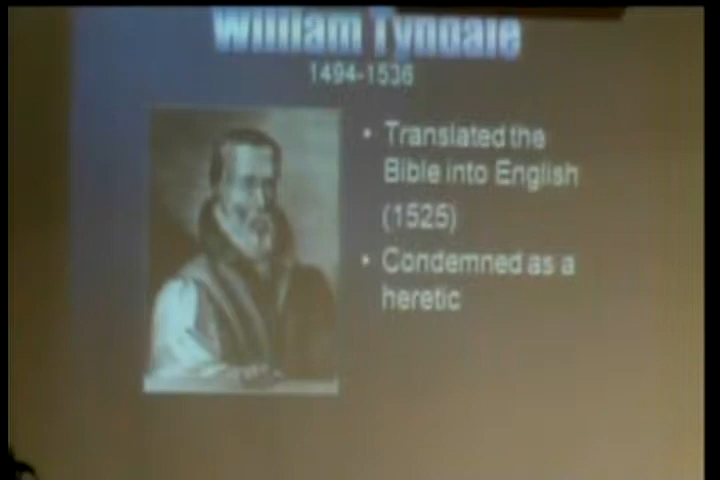 William Tyndale
1494-1536
• Translated the
Bible into English
(1525)
• Condemned as a
heretic